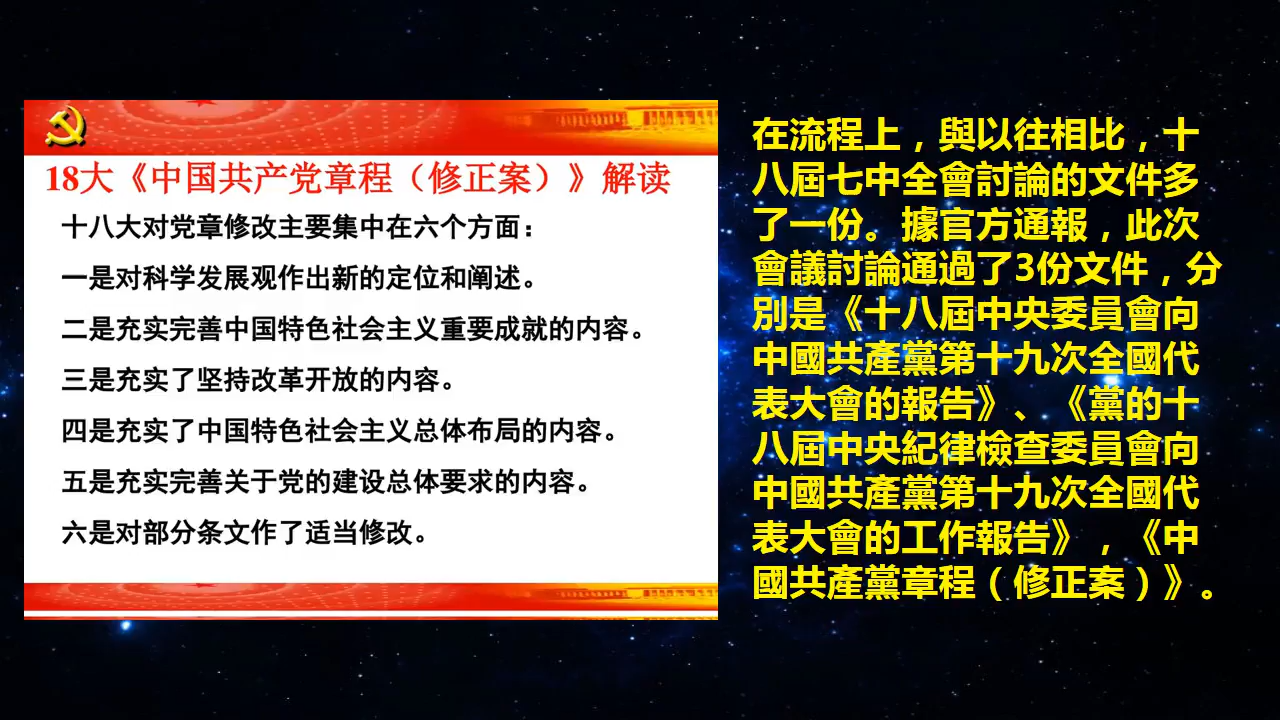 18大《中国共产党章程（修正案）》解读
十八大对党章修改主要集中在六个方面：
一是对科学发展观作出新的定位和阐述。
二是充实完善中国特色社会主义重要成就的内容。
三是充实了坚持改革开放的内容。
四是充实了中国特色社会主义总体布局的内容。
五是充实完善关于党的建设总体要求的内容。
六是对部分条文作了适当修改。
在流程上，與以往相比，十
八屆七中全會討論的文件多
了一份。據官方通報，此次
會議討論通過了3份文件，分
別是《十八屆中央委員會向
中國共產黨第十九次全國代
表大會的報告》、《黨的十
八屆中央紀律檢查委員會向
中國共產黨第十九次全國代
表大會的工作報告》，《中
國共產黨章程（修正案）》。